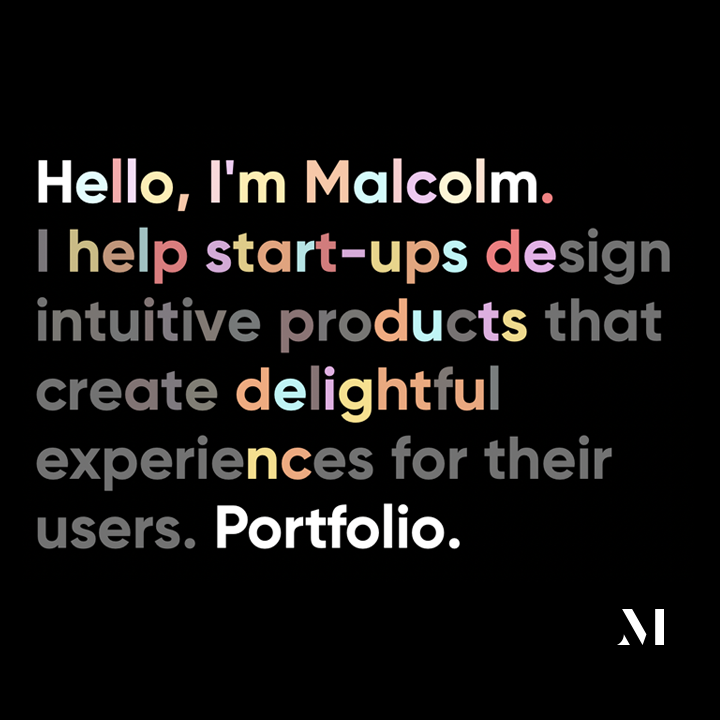 Hello, I'm Malcolm.
I help start-ups design
intuitive products that
create delightful
experiences for their
users. Portfolio.
M